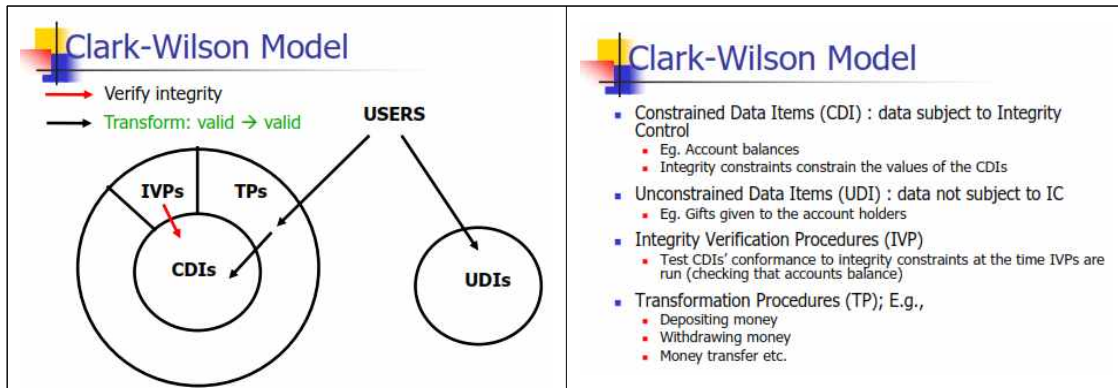 Clark-Wilson Model
Verify integrity
Transform: valid → valid
USERS
IVPs
TPs
CDIs
UDIs
Clark-Wilson Model
Constrained Data Items (CDI) : data subject to Integrity
Control
Eg. Account balances
Integrity constraints constrain the values of the CDIs
Unconstrained Data Items (UDI) : data not subject to IC
Eg. Gifts given to the account holders
Integrity Verification Procedures (IVP)
Test CDIs' conformance to integrity constraints at the time IVPs are
run (checking that accounts balance)
Transformation Procedures (TP); E.g.,
Depositing money
Withdrawing money
Money transfer etc.